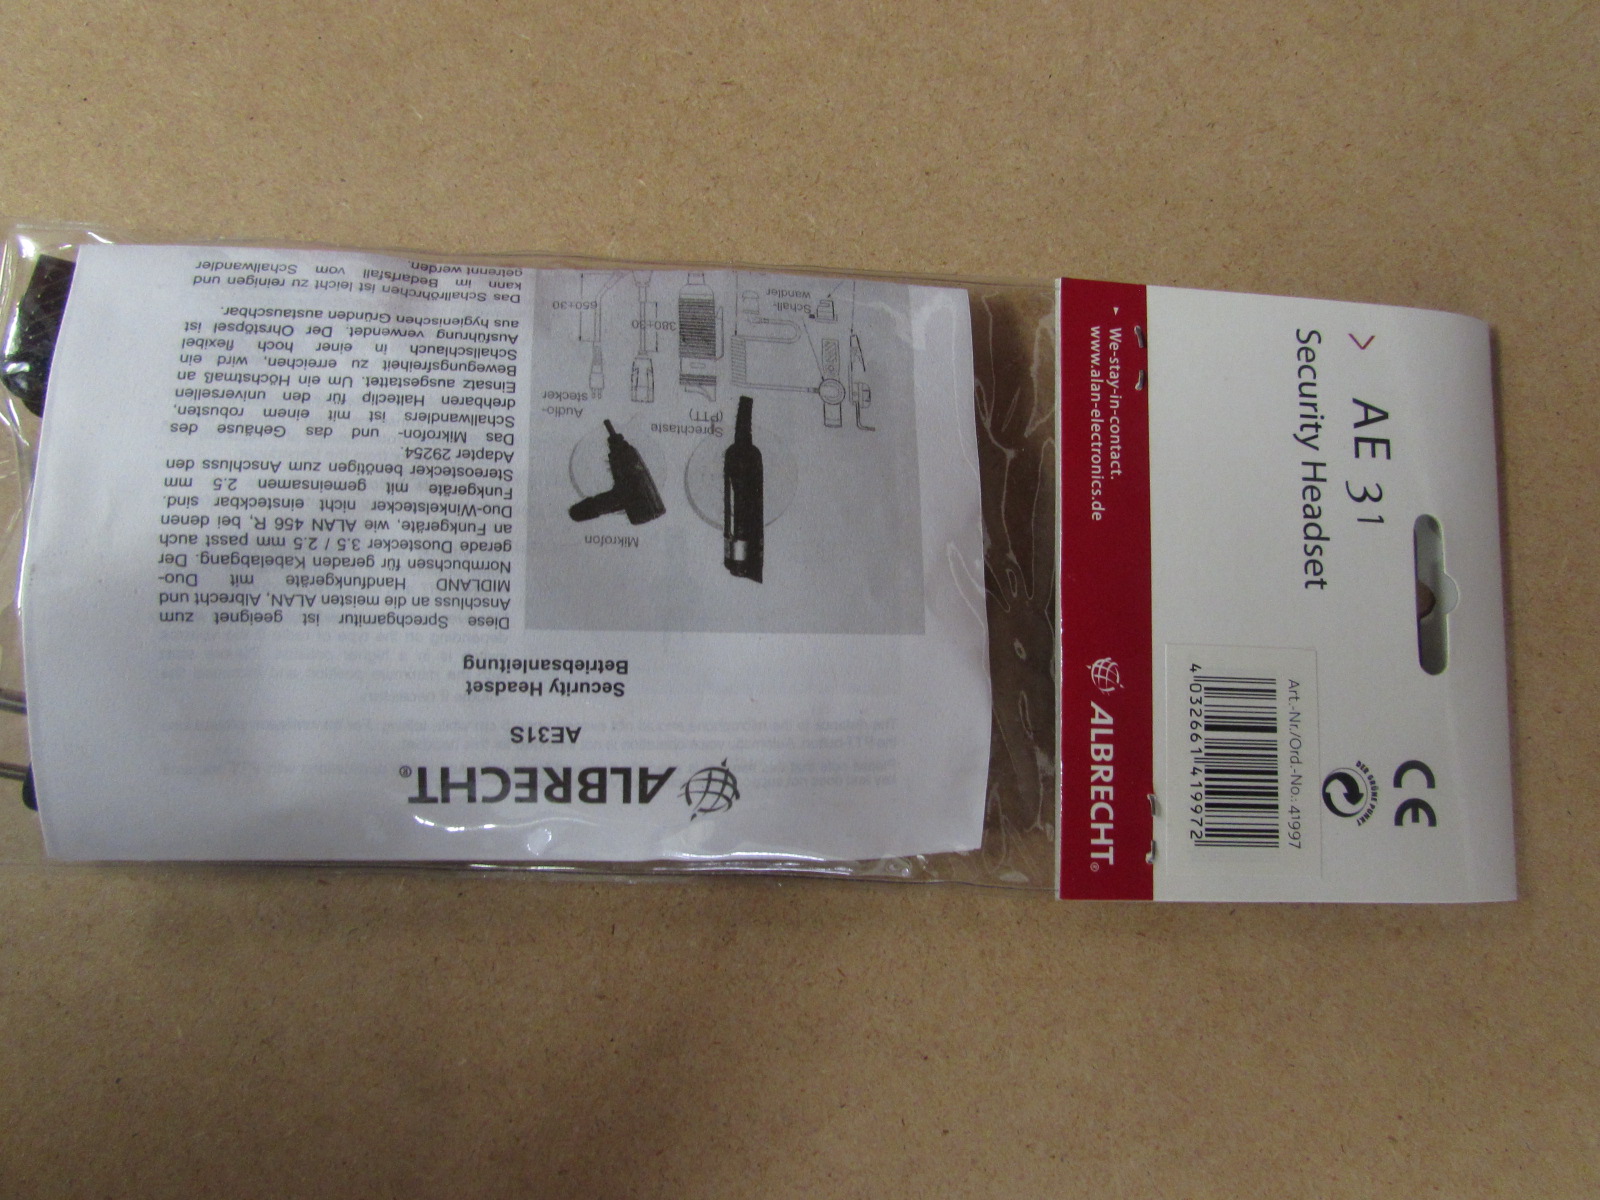 > AE 31
Security Headset
CE
DER GRÜNE PUNKT
Art.-Nr./Ord.-No.: 41997
4 032661 419972
We-stay-in-contact.
www.alan-electronics.de
ALBRECHT®
ALBRECHT®
AE31S
Security Headset
Betriebsanleitung
Mikrofon
Sprechtaste
(PTT)
Audio-
stecker
Schall-
wandler
380±30
650±30
Diese Sprechgarnitur ist geeignet zum
Anschluss an die meisten ALAN, Albrecht und
MIDLAND Handfunkgeräte mit Duo-
Normbuchsen für geraden Kabelabgang. Der
gerade Duostecker 3.5 / 2.5 mm passt auch
an Funkgeräte, wie ALAN 456 R, bei denen
Duo-Winkelstecker nicht einsteckbar sind.
Funkgeräte mit gemeinsamen 2.5 mm
Stereostecker benötigen zum Anschluss den
Adapter 29254.
Das Mikrofon- und das Gehäuse des
Schallwandlers ist mit einem robusten,
drehbaren Halteclip für den universellen
Einsatz ausgestattet. Um ein Höchstmaß an
Bewegungsfreiheit zu erreichen, wird ein
Schallschlauch in einer hoch flexibel
Ausführung verwendet. Der Ohrstöpsel ist
aus hygienischen Gründen austauschbar.
Das Schallröhrchen ist leicht zu reinigen und
kann im Bedarfsfall vom Schallwandler
getrennt werden.